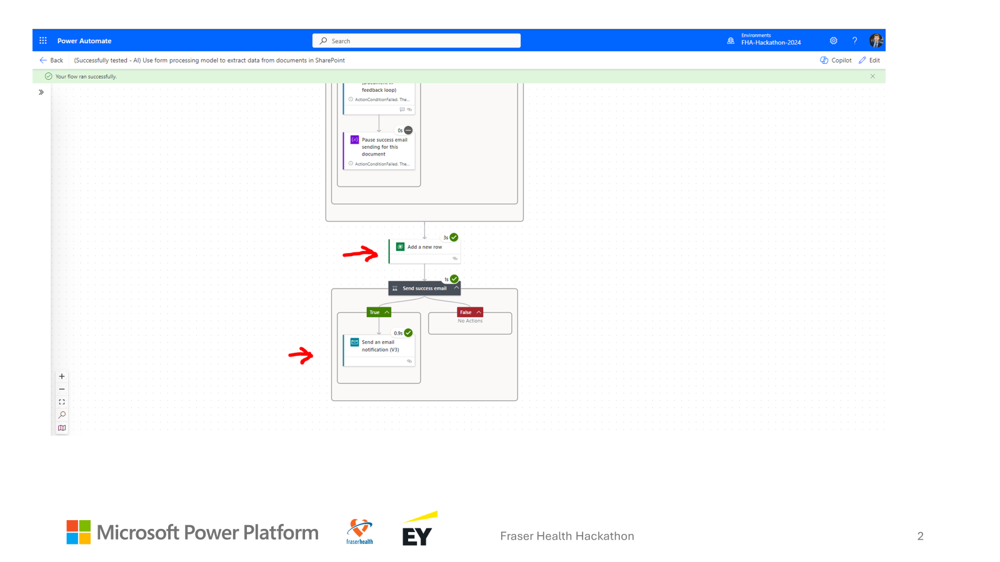 Power Automate
Search
Environments
FHA-Hackathon-2024
?
Back
(Successfully tested - AI) Use form processing model to extract data from documents in SharePoint
Copilot
Edit
Your flow ran successfully.
(Document in
feedback loop)
ActionConditionFailed. The...
0s
Pause success email
sending for this
document
ActionConditionFailed. The...
3s
Add a new row
1s
Send success email
True
False
No Actions
0.9s
Send an email
notification (V3)
Microsoft Power Platform
fraserhealth
EY
Fraser Health Hackathon
2